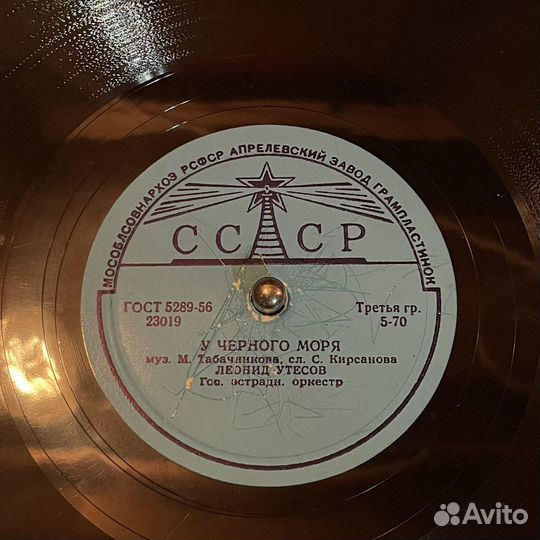 МОСОБЛСОВНАРХОЗ РСФСР АПРЕЛЕВСКИЙ ЗАВОД ГРАМПЛАСТИНОК
СССР
ГОСТ 5289-56
23019
Третья гр.
5-70
У ЧЕРНОГО МОРЯ
муз. М. Табачникова, сл. С. Кирсанова
ЛЕОНИД УТЕСОВ
Гос. эстрадн. оркестр
Avito